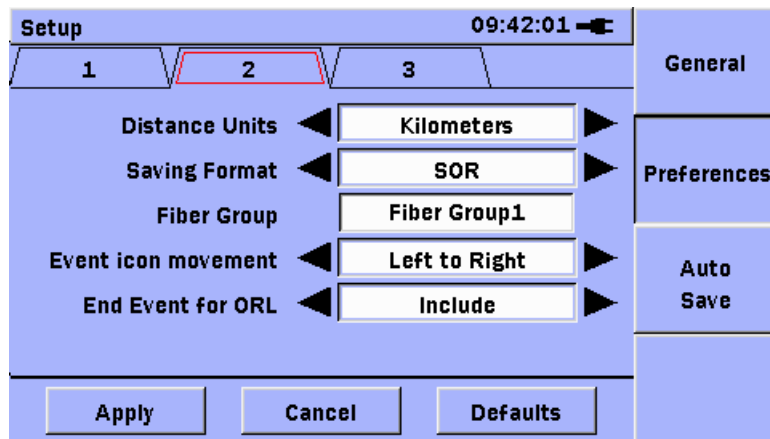 Setup 09:42:01
1 2 3
Distance Units Kilometers
Saving Format SOR
Fiber Group Fiber Group1
Event icon movement Left to Right
End Event for ORL Include
Apply Cancel Defaults
General
Preferences
Auto
Save